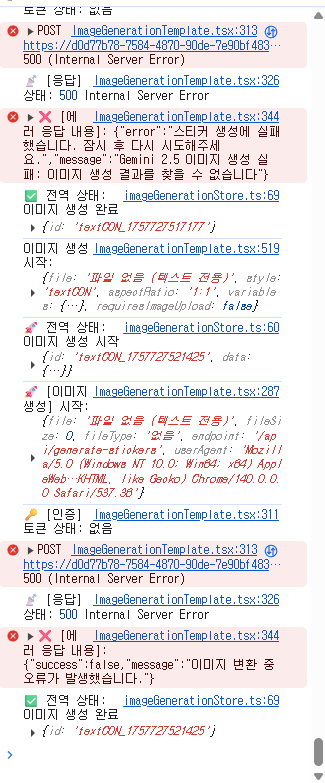 토큰 상태: 없음
▶POST ImageGenerationTemplate.tsx:313
https://d0d77b78-7584-4870-90de-7e90bf483…
500 (Internal Server Error)
📡 [응답] ImageGenerationTemplate.tsx:326
상태: 500 Internal Server Error
▶❌ [에 ImageGenerationTemplate.tsx:344
러 응답 내용]: {"error":"스티커 생성에 실패
했습니다. 잠시 후 다시 시도해주세
요.","message":"Gemini 2.5 이미지 생성 실
패: 이미지 생성 결과를 찾을 수 없습니다"}
✅ 전역 상태: imageGenerationStore.ts:69
이미지 생성 완료
▶ {id: 'textCON_1757727517177'}
이미지 생성 ImageGenerationTemplate.tsx:519
시작:
{file: '파일 없음 (텍스트 전용)', style:
▶ 'textCON', aspectRatio: '1:1', variable
s: {…}, requiresImageUpload: false}
🚀 전역 상태: imageGenerationStore.ts:60
이미지 생성 시작
▶ {id: 'textCON_1757727521425', data:
{…}}
🚀 [이미지 ImageGenerationTemplate.tsx:287
생성] 시작:
{file: '파일 없음 (텍스트 전용)', fileSi
ze: 0, fileType: '없음', endpoint: '/ap
▶ i/generate-stickers', userAgent: 'Mozill
a/5.0 (Windows NT 10.0; Win64; x64) Appl
eWeb…KHTML, like Gecko) Chrome/140.0.0.
0 Safari/537.36'}
🔑 [인증] ImageGenerationTemplate.tsx:311
토큰 상태: 없음
▶POST ImageGenerationTemplate.tsx:313
https://d0d77b78-7584-4870-90de-7e90bf483…
500 (Internal Server Error)
📡 [응답] ImageGenerationTemplate.tsx:326
상태: 500 Internal Server Error
▶❌ [에 ImageGenerationTemplate.tsx:344
러 응답 내용]:
{"success":false,"message":"이미지 변환 중
오류가 발생했습니다."}
✅ 전역 상태: imageGenerationStore.ts:69
이미지 생성 완료
▶ {id: 'textCON_1757727521425'}